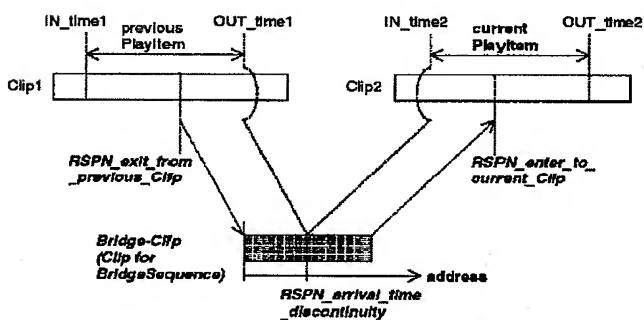 IN_time1
previous
PlayItem
OUT_time1
IN_time2
current
PlayItem
OUT_time2
Clip1
Clip2
RSPN_exit_from
_previous_Clip
RSPN_enter_to_
current_Clip
Bridge-Clip
(Clip for
BridgeSequence)
address
RSPN_arrival_time
_discontinuity